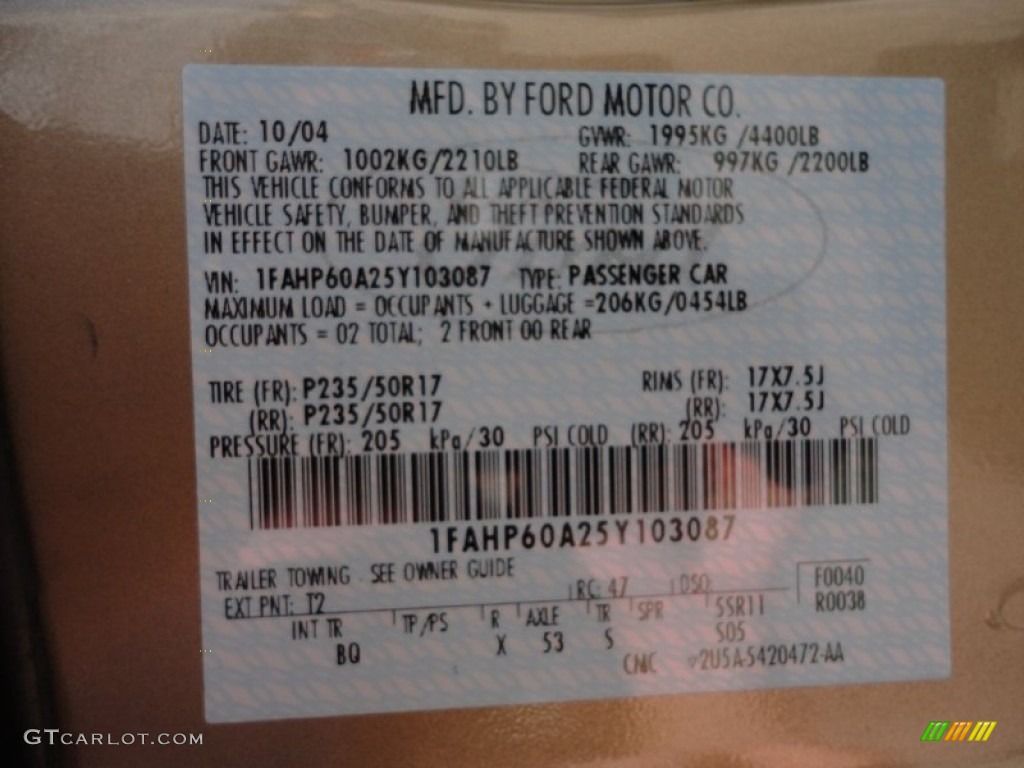 MFD. BY FORD MOTOR CO.
DATE: 10/04 GVWR: 1995KG /4400LB
FRONT GAWR: 1002KG/2210LB REAR GAWR: 997KG /2200LB
THIS VEHICLE CONFORMS TO ALL APPLICABLE FEDERAL MOTOR
VEHICLE SAFETY, BUMPER, AND THEFT PREVENTION STANDARDS
IN EFFECT ON THE DATE OF MANUFACTURE SHOWN ABOVE.
VIN: 1FAHP60A25Y103087 TYPE: PASSENGER CAR
MAXIMUM LOAD = OCCUPANTS + LUGGAGE =206KG/0454LB
OCCUPANTS = 02 TOTAL; 2 FRONT 00 REAR
TIRE (FR): P235/50R17 RIMS (FR): 17X7.5J
(RR): P235/50R17 (RR): 17X7.5J
PRESSURE (FR): 205 kPa/30 PSI COLD (RR): 205 kPa/30 PSI COLD
1FAHP60A25Y103087
TRAILER TOWING - SEE OWNER GUIDE
EXT PNT: T2 RC: 47 DSO: F0040
INT TR TP/PS R AXLE TR SPR SSR11 R0038
BQ X 53 S S05
CNC ▽2U5A-5420472-AA
GTCARLOT.COM